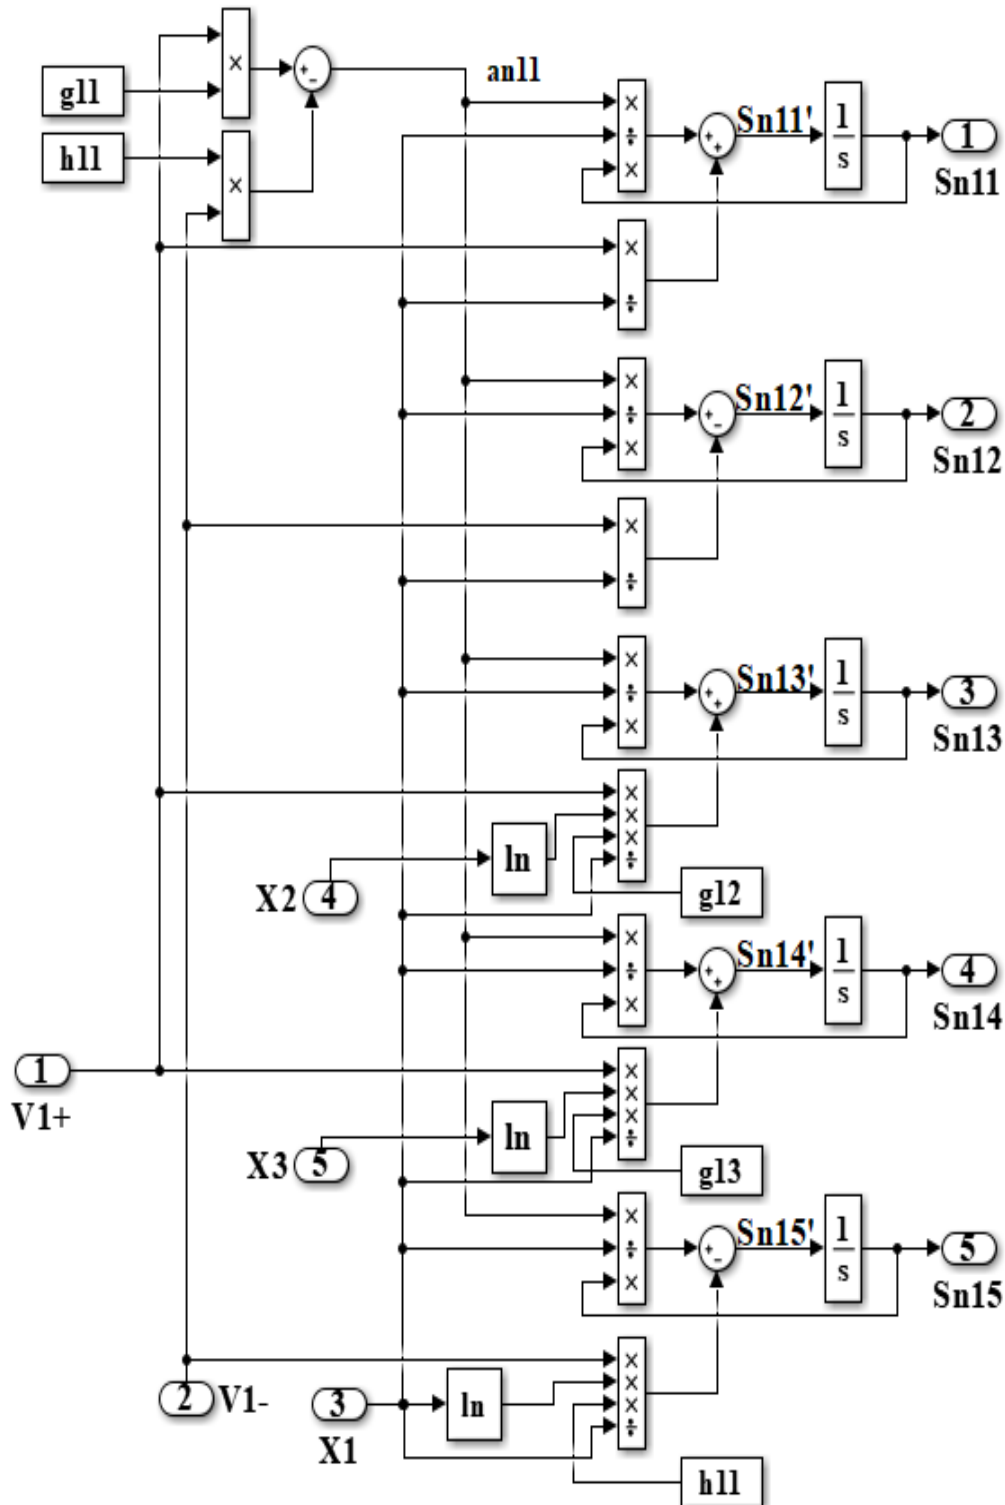 ×
g11
+
-
an11
×
÷
×
+
+
Sn11'
1
s
1
Sn11
h11
×
×
÷
×
÷
×
+
-
Sn12'
1
s
2
Sn12
×
÷
×
÷
×
+
+
Sn13'
1
s
3
Sn13
×
×
×
÷
ln
X2
4
g12
×
÷
×
+
+
Sn14'
1
s
4
Sn14
1
V1+
×
×
×
÷
ln
X3
5
g13
×
÷
×
+
-
Sn15'
1
s
5
Sn15
×
×
×
÷
2
V1-
3
X1
ln
h11